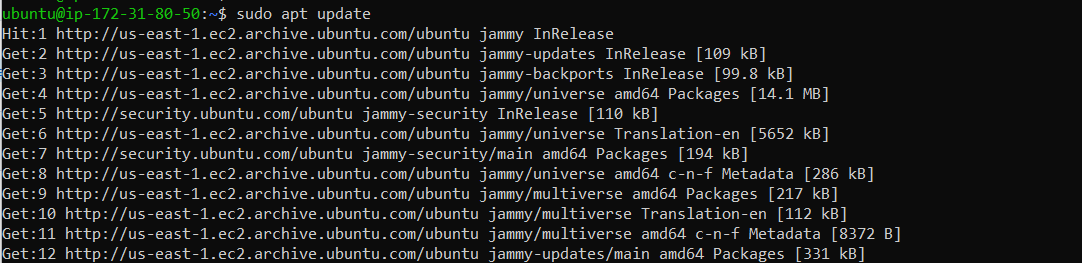 ubuntu@ip-172-31-80-50:~$ sudo apt update
Hit:1 http://us-east-1.ec2.archive.ubuntu.com/ubuntu jammy InRelease
Get:2 http://us-east-1.ec2.archive.ubuntu.com/ubuntu jammy-updates InRelease [109 kB]
Get:3 http://us-east-1.ec2.archive.ubuntu.com/ubuntu jammy-backports InRelease [99.8 kB]
Get:4 http://us-east-1.ec2.archive.ubuntu.com/ubuntu jammy/universe amd64 Packages [14.1 MB]
Get:5 http://security.ubuntu.com/ubuntu jammy-security InRelease [110 kB]
Get:6 http://us-east-1.ec2.archive.ubuntu.com/ubuntu jammy/universe Translation-en [5652 kB]
Get:7 http://security.ubuntu.com/ubuntu jammy-security/main amd64 Packages [194 kB]
Get:8 http://us-east-1.ec2.archive.ubuntu.com/ubuntu jammy/universe amd64 c-n-f Metadata [286 kB]
Get:9 http://us-east-1.ec2.archive.ubuntu.com/ubuntu jammy/multiverse amd64 Packages [217 kB]
Get:10 http://us-east-1.ec2.archive.ubuntu.com/ubuntu jammy/multiverse Translation-en [112 kB]
Get:11 http://us-east-1.ec2.archive.ubuntu.com/ubuntu jammy/multiverse amd64 c-n-f Metadata [8372 B]
Get:12 http://us-east-1.ec2.archive.ubuntu.com/ubuntu jammy-updates/main amd64 Packages [331 kB]